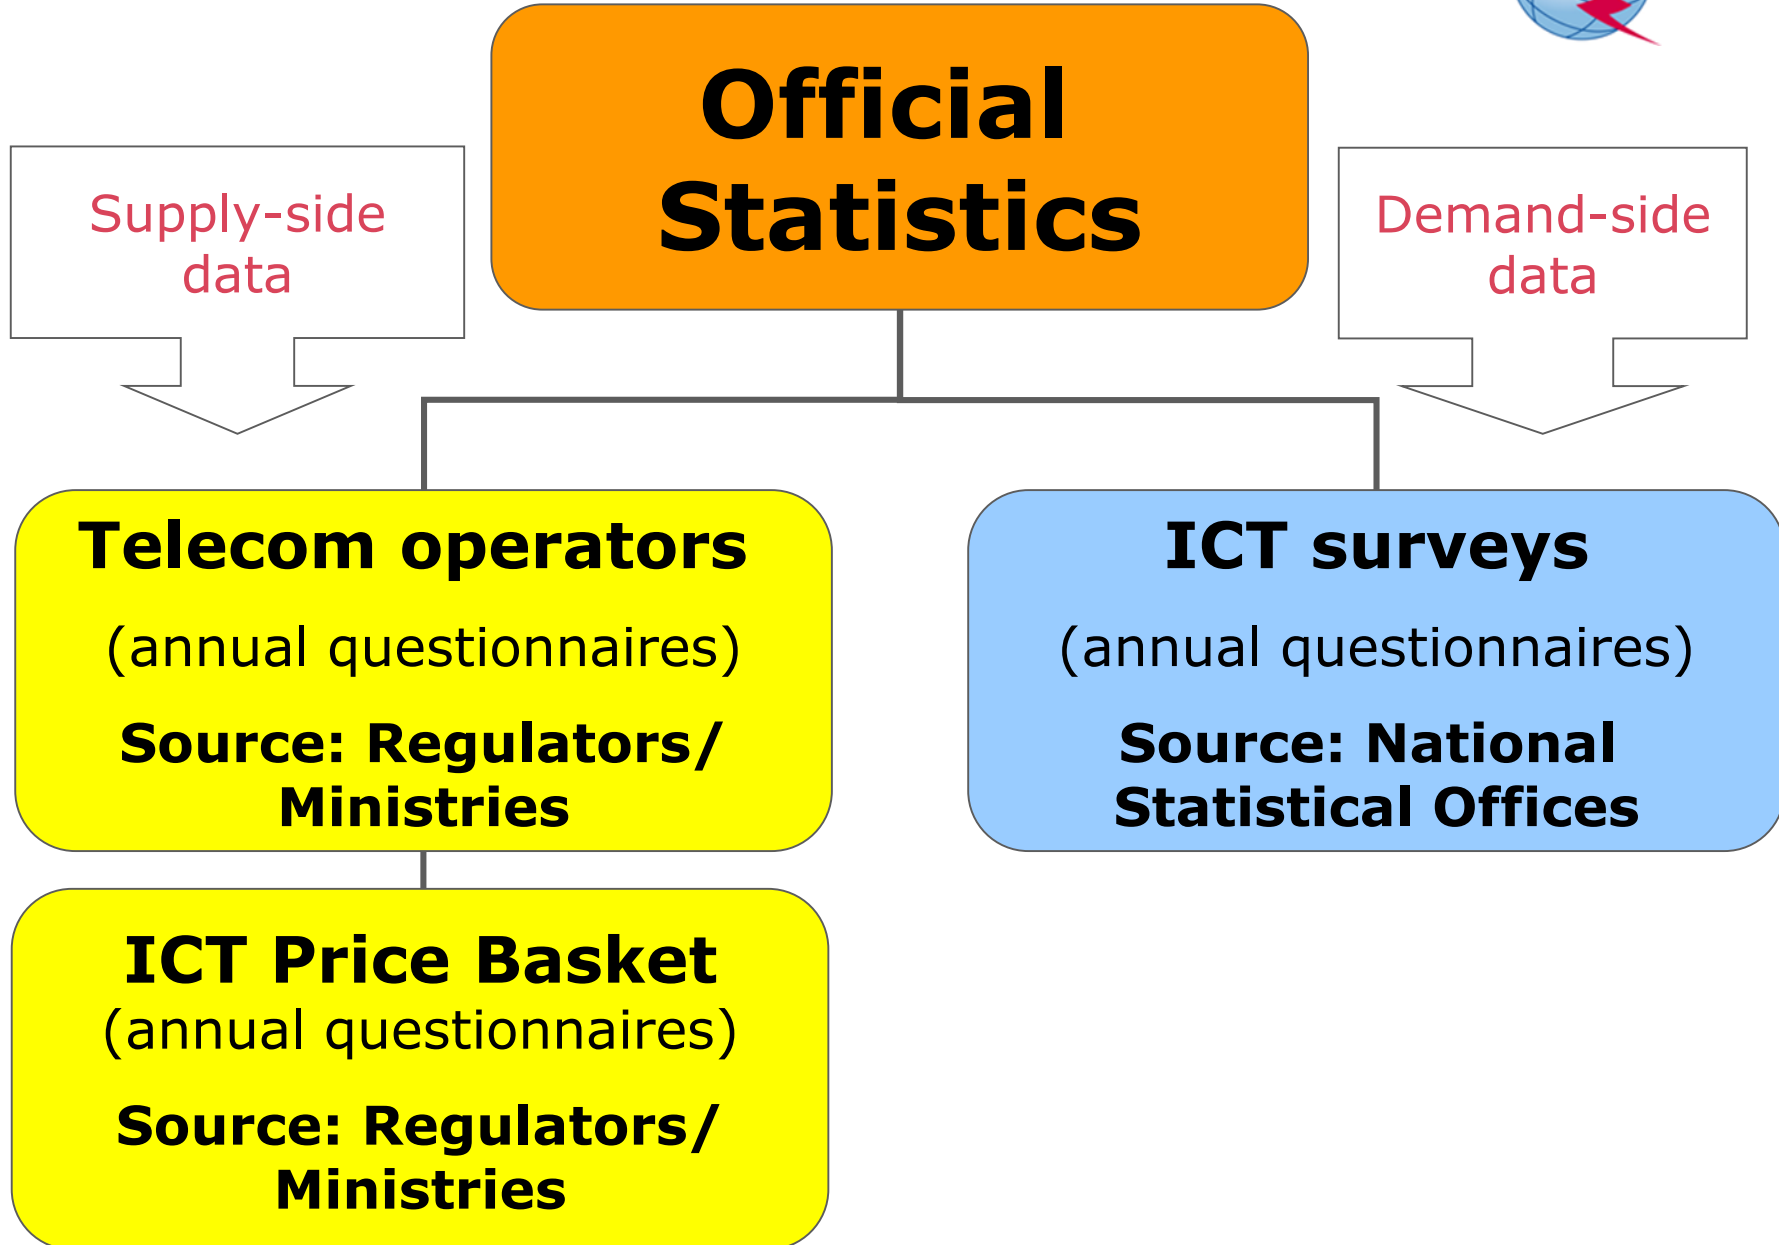 Official
Statistics
Supply-side
data
Demand-side
data
Telecom operators
(annual questionnaires)
Source: Regulators/
Ministries
ICT surveys
(annual questionnaires)
Source: National
Statistical Offices
ICT Price Basket
(annual questionnaires)
Source: Regulators/
Ministries